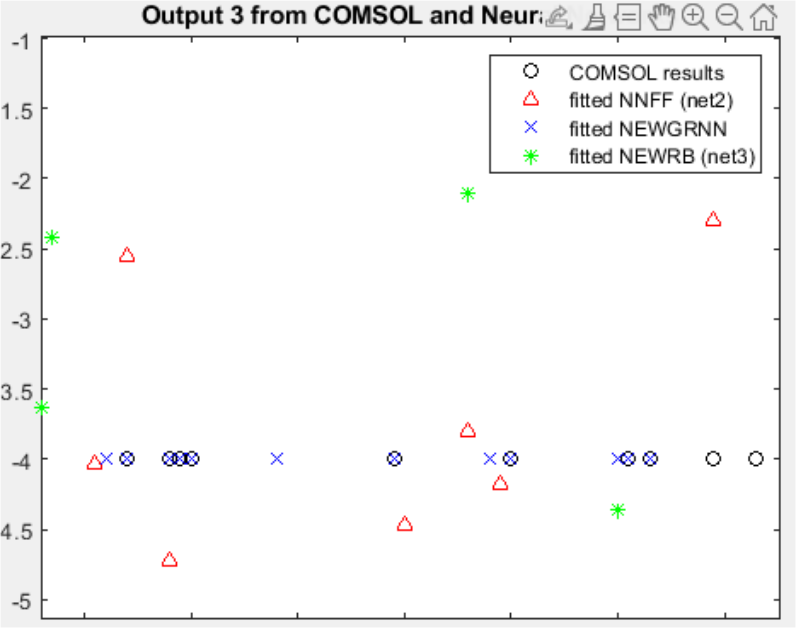 Output 3 from COMSOL and Neura
COMSOL results
fitted NNFF (net2)
fitted NEWGRNN
fitted NEWRB (net3)
-1
1.5
-2
2.5
-3
3.5
-4
4.5
-5